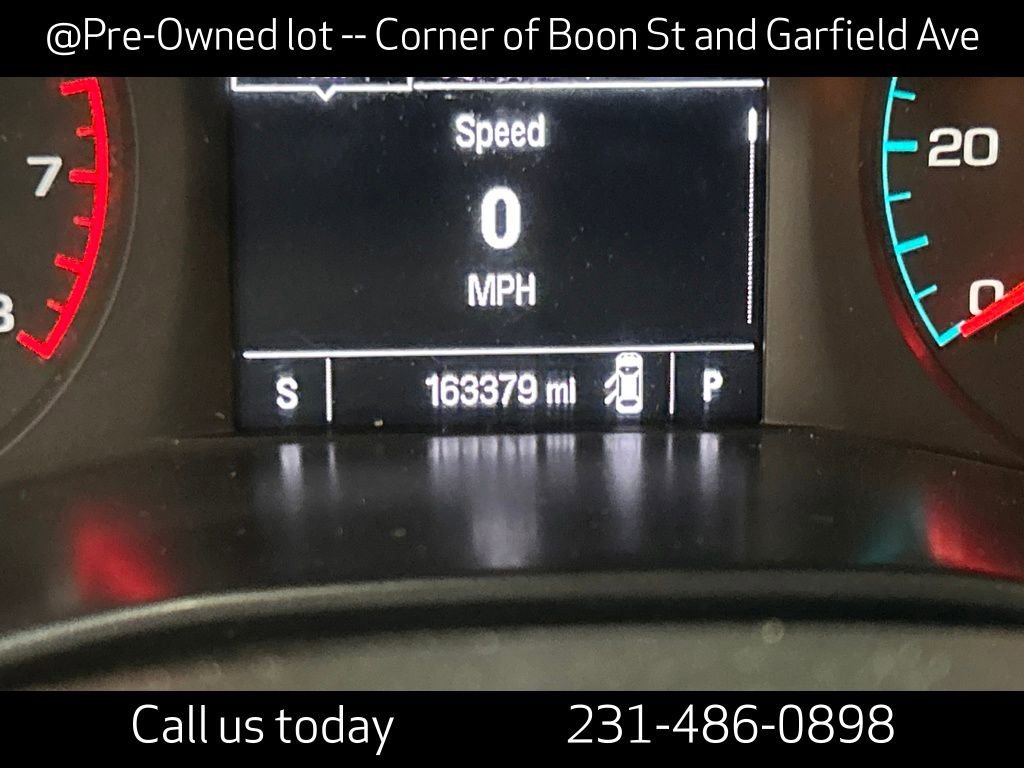 @Pre-Owned lot -- Corner of Boon St and Garfield Ave
Speed
7
20
0
MPH
0
S
163379 mi
P
Call us today
231-486-0898